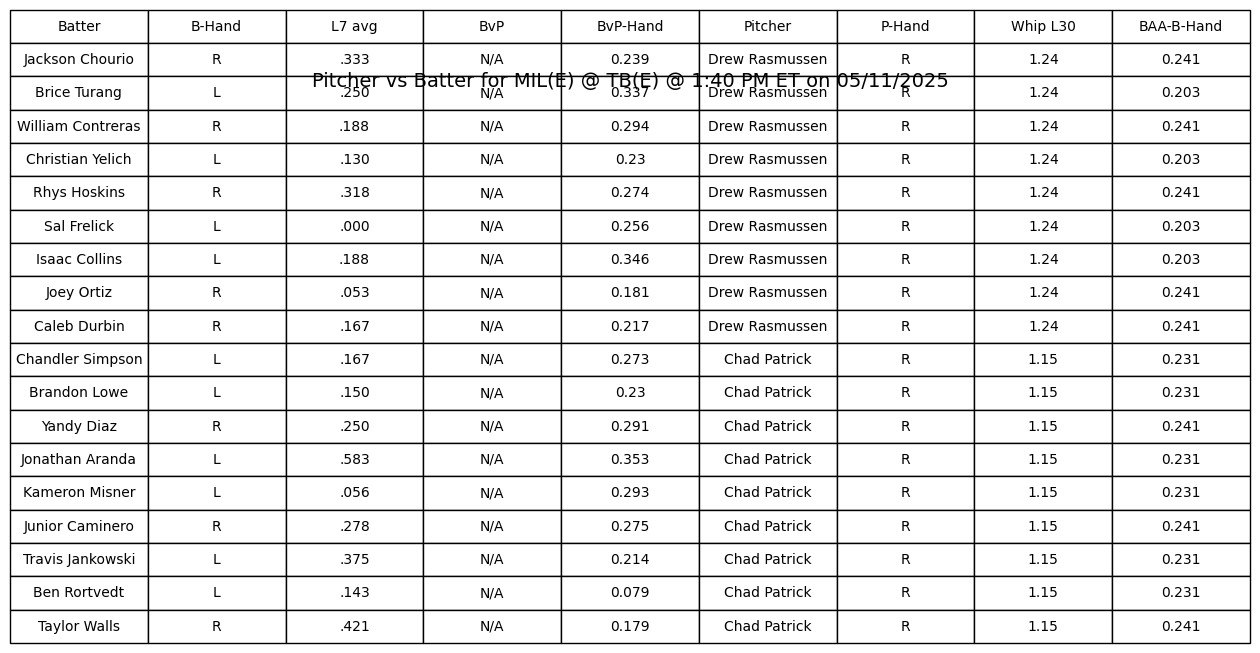 Batter B-Hand L7 avg BvP BvP-Hand Pitcher P-Hand Whip L30 BAA-B-Hand
Jackson Chourio R .333 N/A 0.239 Drew Rasmussen R 1.24 0.241
Pitcher vs Batter for MIL(E) @ TB(E) @ 1:40 PM ET on 05/11/2025
Brice Turang L .250 N/A 0.337 Drew Rasmussen R 1.24 0.203
William Contreras R .188 N/A 0.294 Drew Rasmussen R 1.24 0.241
Christian Yelich L .130 N/A 0.23 Drew Rasmussen R 1.24 0.203
Rhys Hoskins R .318 N/A 0.274 Drew Rasmussen R 1.24 0.241
Sal Frelick L .000 N/A 0.256 Drew Rasmussen R 1.24 0.203
Isaac Collins L .188 N/A 0.346 Drew Rasmussen R 1.24 0.203
Joey Ortiz R .053 N/A 0.181 Drew Rasmussen R 1.24 0.241
Caleb Durbin R .167 N/A 0.217 Drew Rasmussen R 1.24 0.241
Chandler Simpson L .167 N/A 0.273 Chad Patrick R 1.15 0.231
Brandon Lowe L .150 N/A 0.23 Chad Patrick R 1.15 0.231
Yandy Diaz R .250 N/A 0.291 Chad Patrick R 1.15 0.241
Jonathan Aranda L .583 N/A 0.353 Chad Patrick R 1.15 0.231
Kameron Misner L .056 N/A 0.293 Chad Patrick R 1.15 0.231
Junior Caminero R .278 N/A 0.275 Chad Patrick R 1.15 0.241
Travis Jankowski L .375 N/A 0.214 Chad Patrick R 1.15 0.231
Ben Rortvedt L .143 N/A 0.079 Chad Patrick R 1.15 0.231
Taylor Walls R .421 N/A 0.179 Chad Patrick R 1.15 0.241